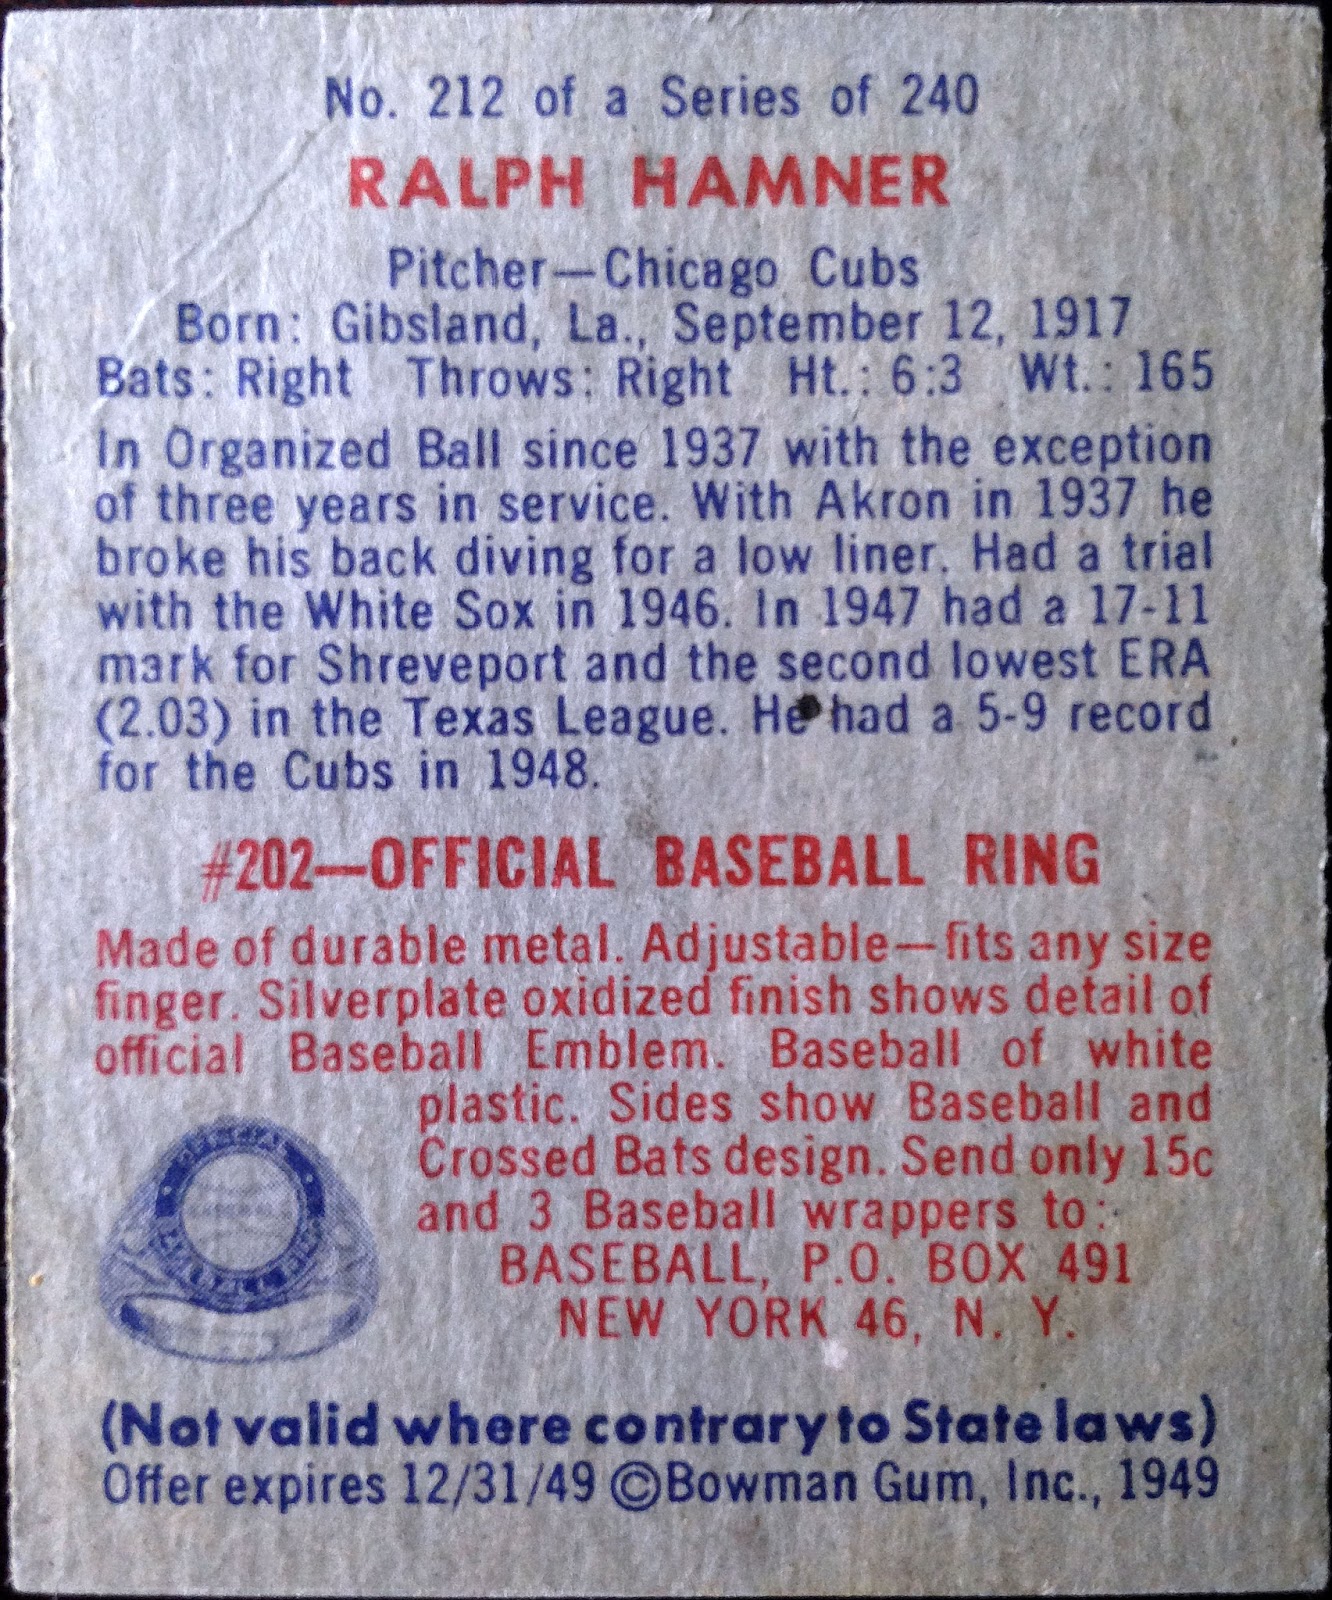 No. 212 of a Series of 240
RALPH HAMNER
Pitcher—Chicago Cubs
Born: Gibsland, La., September 12, 1917
Bats: Right Throws: Right Ht.: 6:3 Wt.: 165
In Organized Ball since 1937 with the exception
of three years in service. With Akron in 1937 he
broke his back diving for a low liner. Had a trial
with the White Sox in 1946. In 1947 had a 17-11
mark for Shreveport and the second lowest ERA
(2.03) in the Texas League. He had a 5-9 record
for the Cubs in 1948.
#202—OFFICIAL BASEBALL RING
Made of durable metal. Adjustable—fits any size
finger. Silverplate oxidized finish shows detail of
official Baseball Emblem. Baseball of white
plastic. Sides show Baseball and
Crossed Bats design. Send only 15c
and 3 Baseball wrappers to:
BASEBALL, P.O. BOX 491
NEW YORK 46, N. Y.
(Not valid where contrary to State laws)
Offer expires 12/31/49 ©Bowman Gum, Inc., 1949